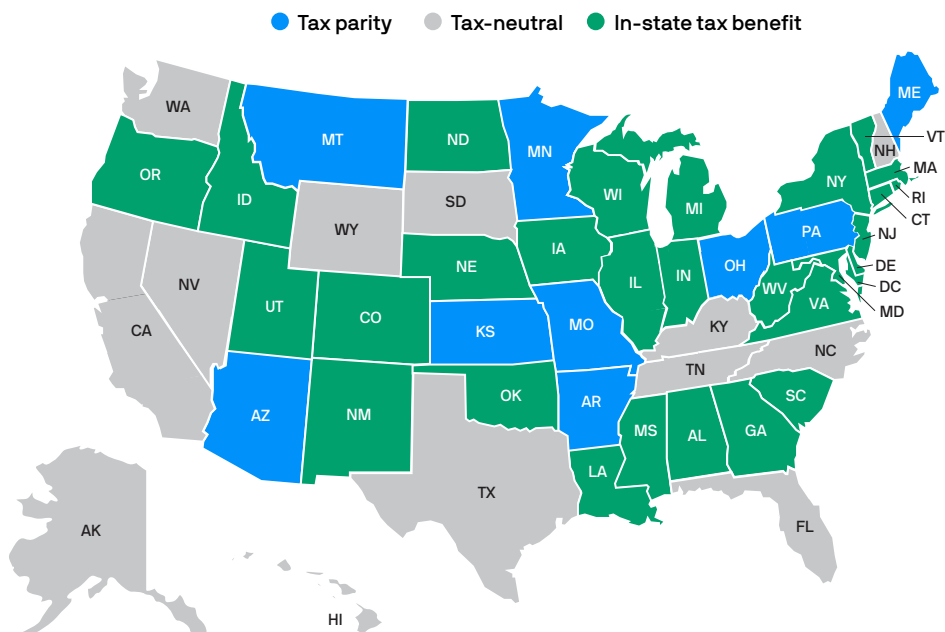 Tax parity Tax-neutral In-state tax benefit
WA
MT
ND
MN
ME
VT
NH
OR
ID
WY
SD
WI
MI
NY
MA
RI
CT
NV
UT
CO
NE
IA
IL
IN
OH
PA
NJ
DE
DC
MD
WV
VA
CA
KS
MO
KY
NC
TN
AZ
NM
OK
AR
SC
MS
AL
GA
TX
LA
FL
AK
HI